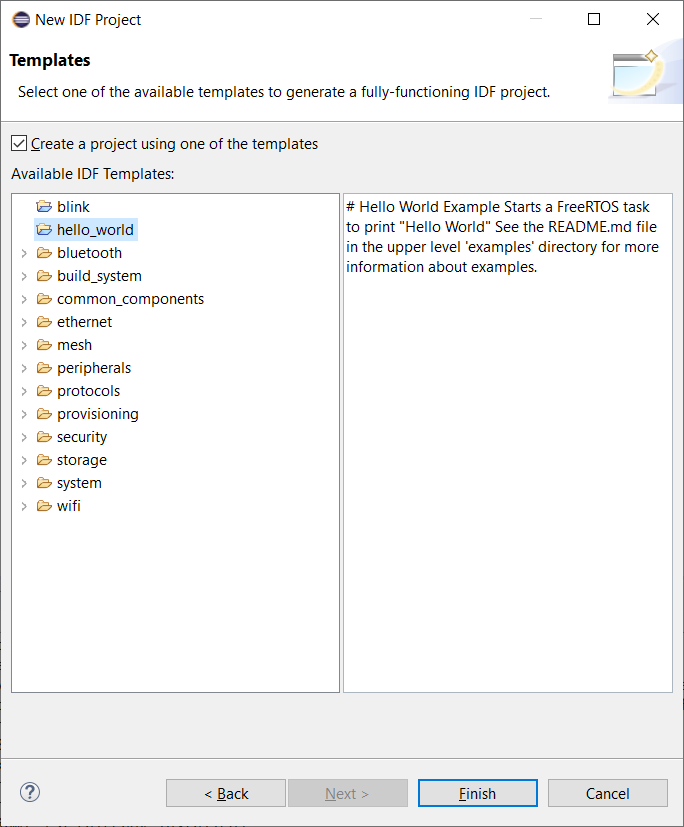 New IDF Project
Templates
Select one of the available templates to generate a fully-functioning IDF project.
Create a project using one of the templates
Available IDF Templates:
blink
hello_world
bluetooth
build_system
common_components
ethernet
mesh
peripherals
protocols
provisioning
security
storage
system
wifi
# Hello World Example Starts a FreeRTOS task
to print "Hello World" See the README.md file
in the upper level 'examples' directory for more
information about examples.
?
< Back
Next >
Finish
Cancel